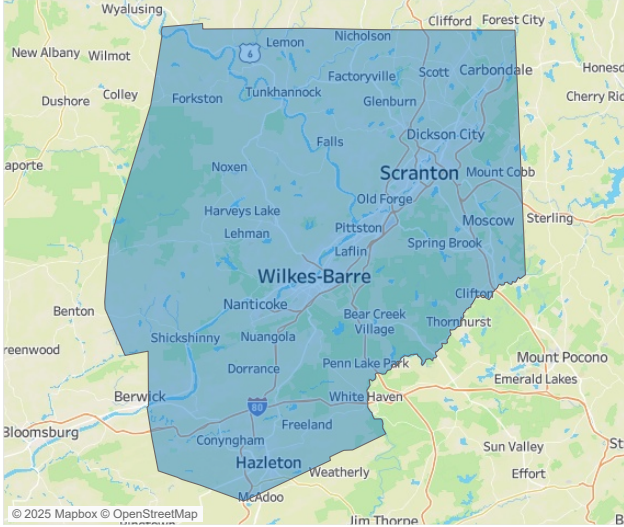 Wyalusing
Clifford
Forest City
Nicholson
Lemon
New Albany
Wilmot
6
Factoryville
Scott
Carbondale
Honesd
Dushore
Colley
Forkston
Tunkhannock
Glenburn
Cherry Rid
Falls
Dickson City
aporte
Noxen
Scranton
Mount Cobb
Old Forge
Harveys Lake
Moscow
Sterling
Lehman
Pittston
Laflin
Spring Brook
Wilkes-Barre
Clifton
Nanticoke
Benton
Bear Creek
Village
Thornhurst
Shickshinny
Nuangola
reenwood
Penn Lake Park
Mount Pocono
Dorrance
Emerald Lakes
Berwick
White Haven
80
Freeland
Bloomsburg
Conyngham
Sun Valley
St
Hazleton
Weatherly
Effort
McAdoo
© 2025 Mapbox © OpenStreetMap
Jim Thorpe
B